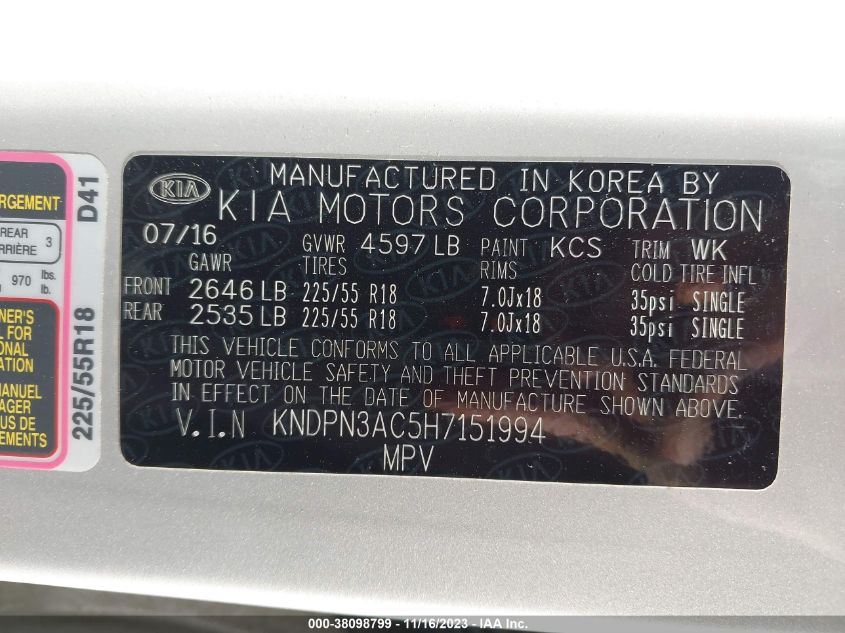 KIA
MANUFACTURED IN KOREA BY
KIA MOTORS CORPORATION
07/16 GVWR 4597 LB PAINT KCS TRIM WK
GAWR TIRES RIMS COLD TIRE INFL
FRONT 2646 LB 225/55 R18 7.0Jx18 35psi SINGLE
REAR 2535 LB 225/55 R18 7.0Jx18 35psi SINGLE
THIS VEHICLE CONFORMS TO ALL APPLICABLE U.S.A. FEDERAL
MOTOR VEHICLE SAFETY AND THEFT PREVENTION STANDARDS
IN EFFECT ON THE DATE OF MANUFACTURE SHOWN ABOVE.
V.I.N KNDPN3AC5H7151994
MPV
ARGEMENT
REAR 3
RRIÈRE
970 lbs.
lb.
NER'S
L FOR
ONAL
ATION
MANUEL
AGER
US DE
EMENTS
225/55R18 D41
000-38098799 - 11/16/2023 - IAA Inc.